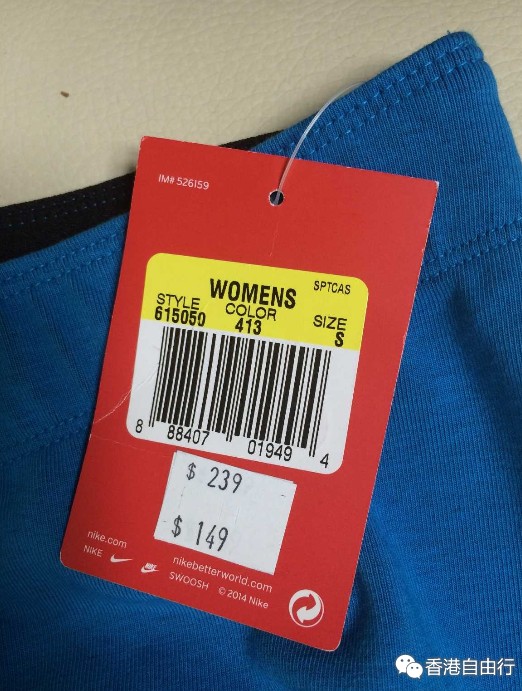 IM# 526159
WOMENS SPTCAS
STYLE COLOR SIZE
615050 413 S
8 88407 01949 4
$ 239
$ 149
nike.com
NIKE
nikebetterworld.com
SWOOSH © 2014 Nike
香港自由行